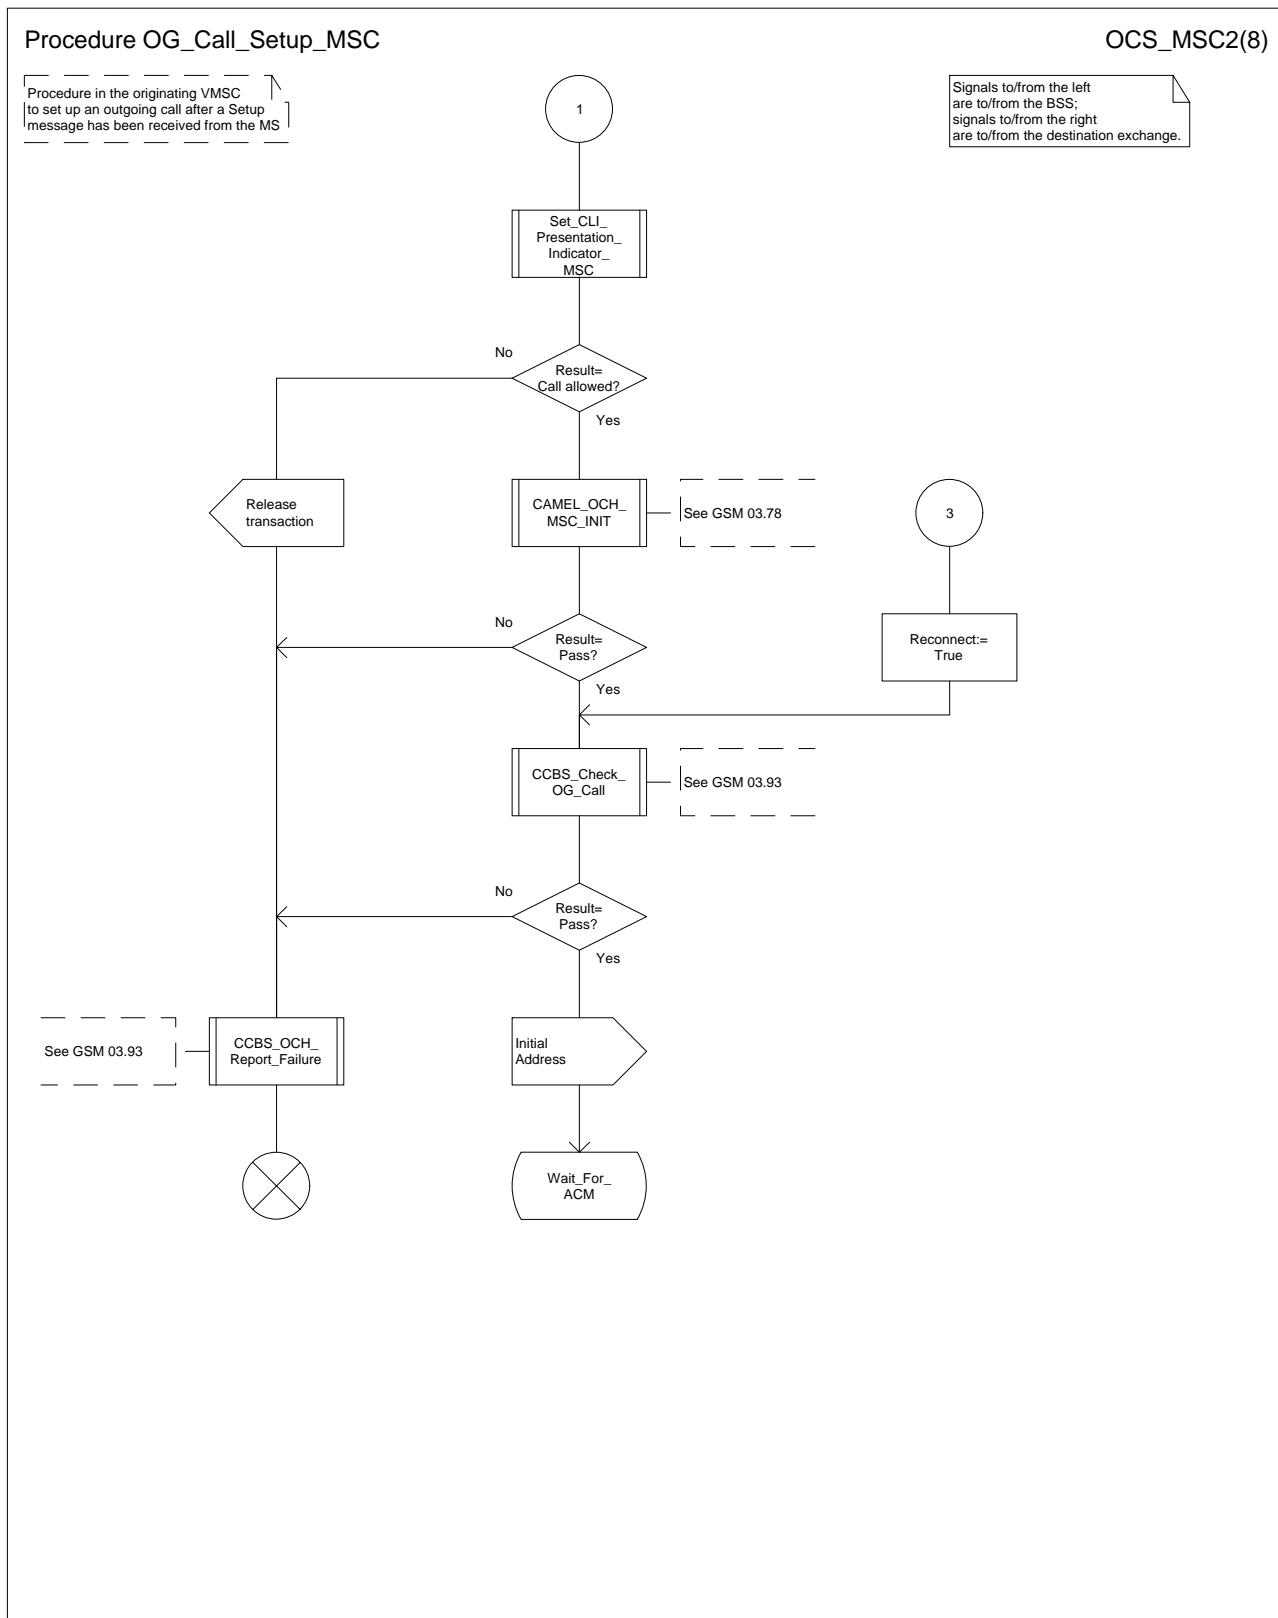 Procedure OG_Call_Setup_MSC
OCS_MSC2(8)
Procedure in the originating VMSC
to set up an outgoing call after a Setup
message has been received from the MS
Signals to/from the left
are to/from the BSS;
signals to/from the right
are to/from the destination exchange.
1
Set_CLI_
Presentation_
Indicator_
MSC
No
Result=
Call allowed?
Yes
Release
transaction
CAMEL_OCH_
MSC_INIT
See GSM 03.78
3
No
Result=
Pass?
Yes
Reconnect:=
True
CCBS_Check_
OG_Call
See GSM 03.93
No
Result=
Pass?
Yes
See GSM 03.93
CCBS_OCH_
Report_Failure
Initial
Address
Wait_For_
ACM